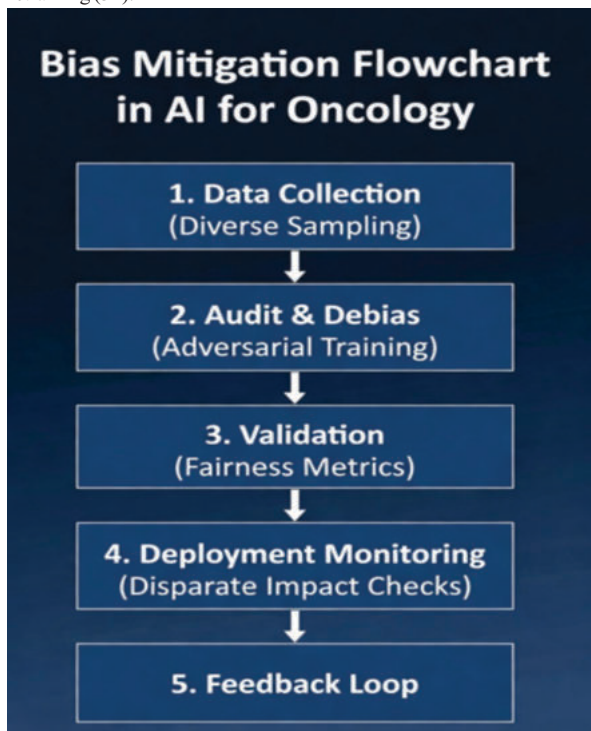 Bias Mitigation Flowchart
in AI for Oncology
1. Data Collection
(Diverse Sampling)
2. Audit & Debias
(Adversarial Training)
3. Validation
(Fairness Metrics)
4. Deployment Monitoring
(Disparate Impact Checks)
5. Feedback Loop